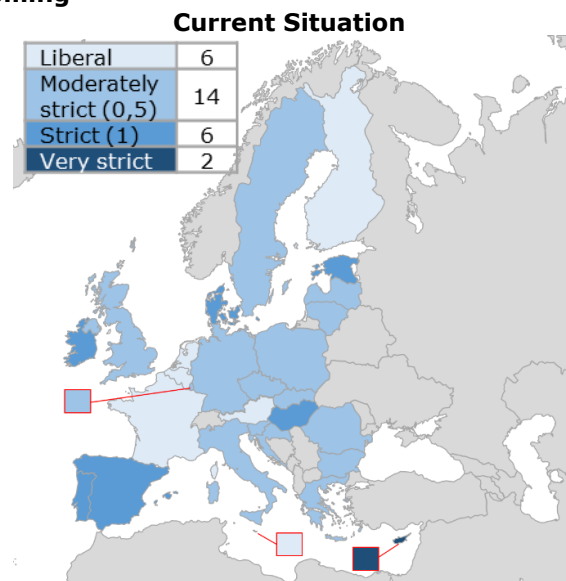 Current Situation
Liberal 6
Moderately
strict (0,5) 14
Strict (1) 6
Very strict 2